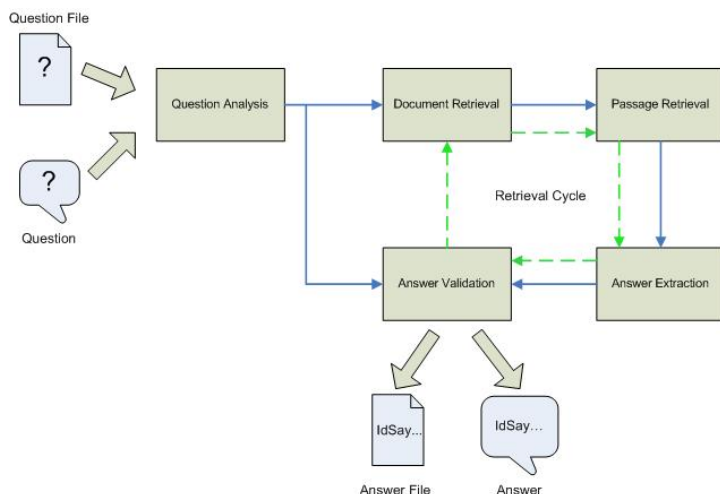 Question File
?
Question Analysis
Document Retrieval
Passage Retrieval
?
Question
Retrieval Cycle
Answer Validation
Answer Extraction
IdSay...
IdSay...
Answer File
Answer